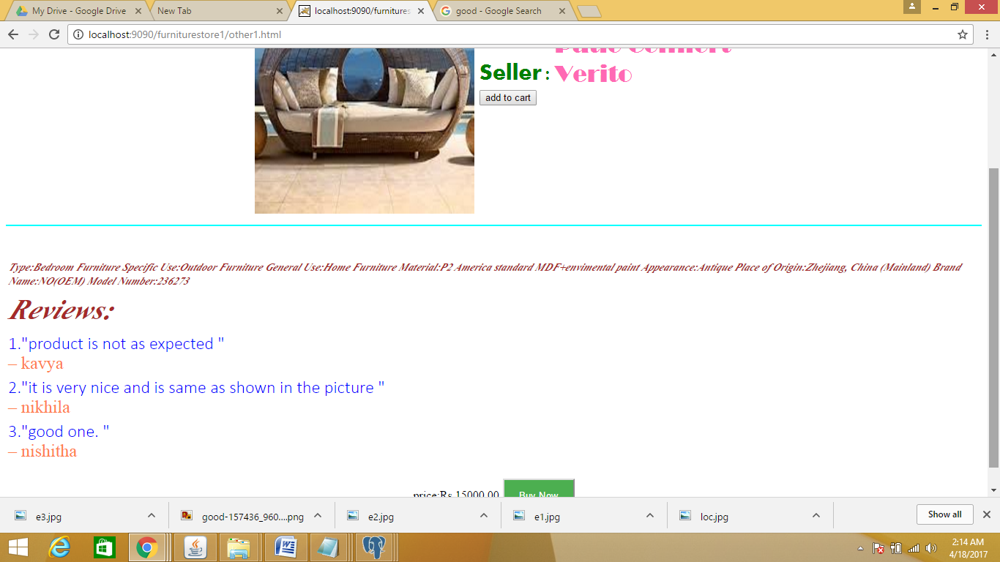 My Drive - Google Drive
New Tab
localhost:9090/furnitures
good - Google Search
localhost:9090/furniturestore1/other1.html
Seller : Verito
add to cart
Type:Bedroom Furniture Specific Use:Outdoor Furniture General Use:Home Furniture Material:P2 America standard MDF+envimental paint Appearance:Antique Place of Origin:Zhejiang, China (Mainland) Brand
Name:NO(OEM) Model Number:236273
Reviews:
1."product is not as expected "
– kavya
2."it is very nice and is same as shown in the picture "
– nikhila
3."good one. "
– nishitha
price:Rs 15000.00 Buy Now
e3.jpg
good-157436_960....png
e2.jpg
e1.jpg
loc.jpg
Show all
2:14 AM
4/18/2017